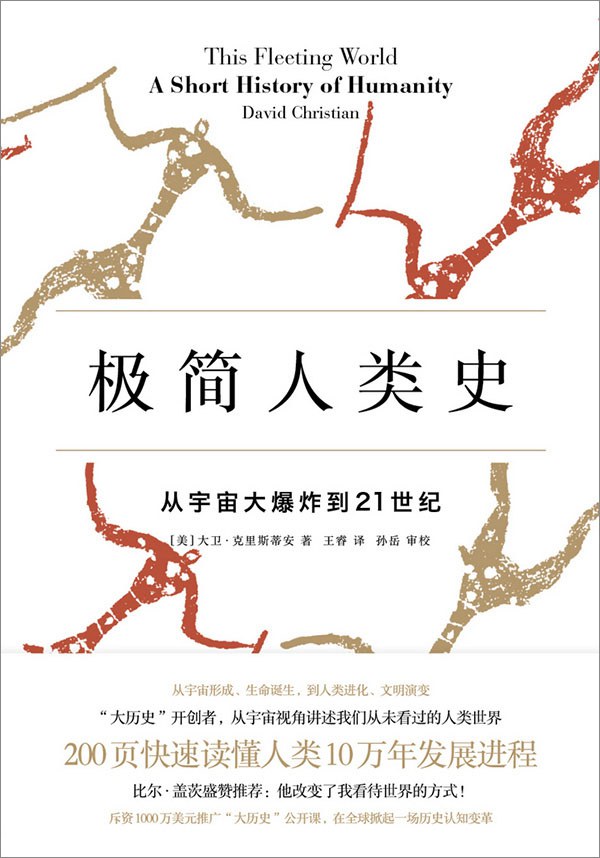 This Fleeting World
A Short History of Humanity
David Christian
极简人类史
从宇宙大爆炸到21世纪
[美]大卫·克里斯蒂安 著 王睿 译 孙岳 审校
从宇宙形成、生命诞生，到人类进化、文明演变
“大历史”开创者，从宇宙视角讲述我们从未看过的人类世界
200页快速读懂人类10万年发展进程
比尔·盖茨盛赞推荐：他改变了我看待世界的方式！
斥资1000万美元推广“大历史”公开课，在全球掀起一场历史认知变革